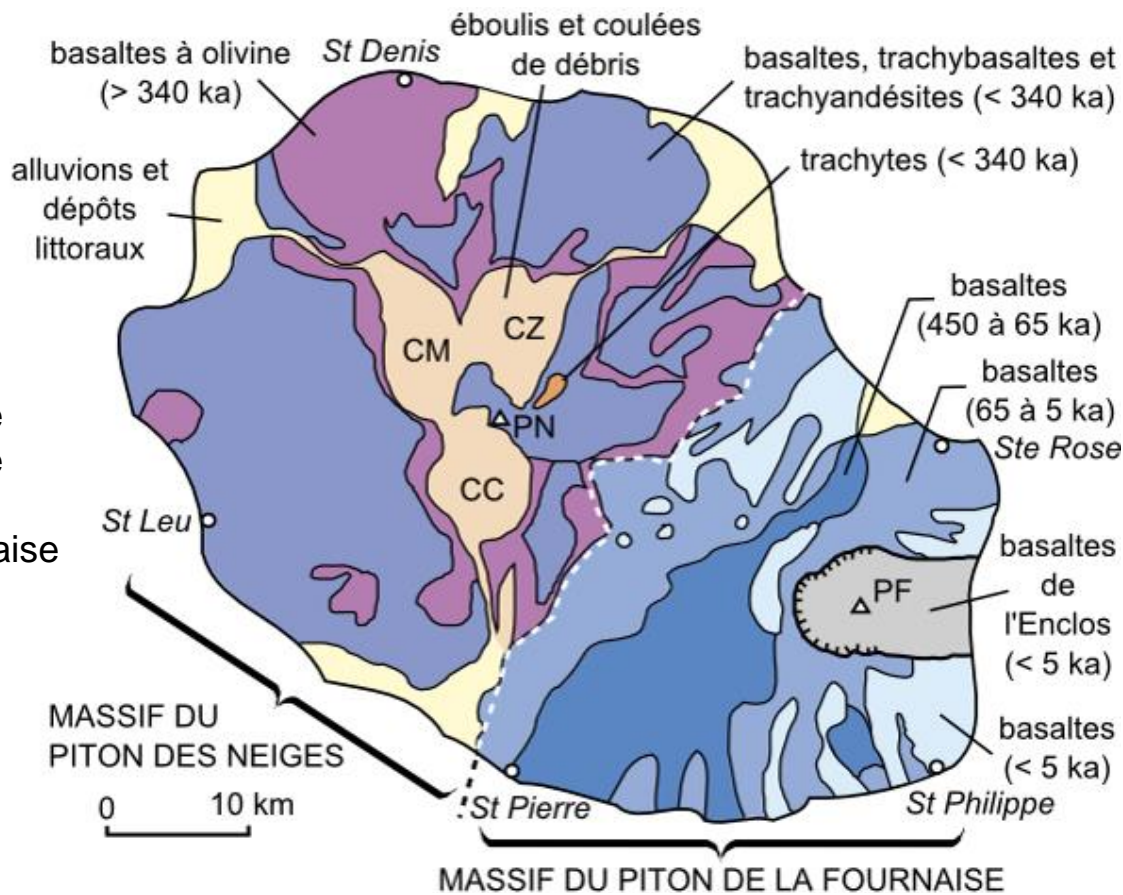 basaltes à olivine
(> 340 ka)
St Denis
éboulis et coulées
de débris
basaltes, trachybasaltes et
trachyandésites (< 340 ka)
trachytes (< 340 ka)
alluvions et
dépôts
littoraux
basaltes
(450 à 65 ka)
basaltes
(65 à 5 ka)
Ste Rose
CM
CZ
PN
CC
St Leu
aise
basaltes
de
l'Enclos
(< 5 ka)
PF
MASSIF DU
PITON DES NEIGES
basaltes
(< 5 ka)
0 10 km
St Pierre
St Philippe
MASSIF DU PITON DE LA FOURNAISE